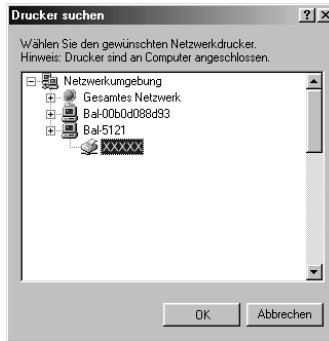 Drucker suchen
Wählen Sie den gewünschten Netzwerkdrucker.
Hinweis: Drucker sind an Computer angeschlossen.
Netzwerkumgebung
Gesamtes Netzwerk
Bal-00b0d088d93
Bal-5121
XXXXX
OK Abbrechen